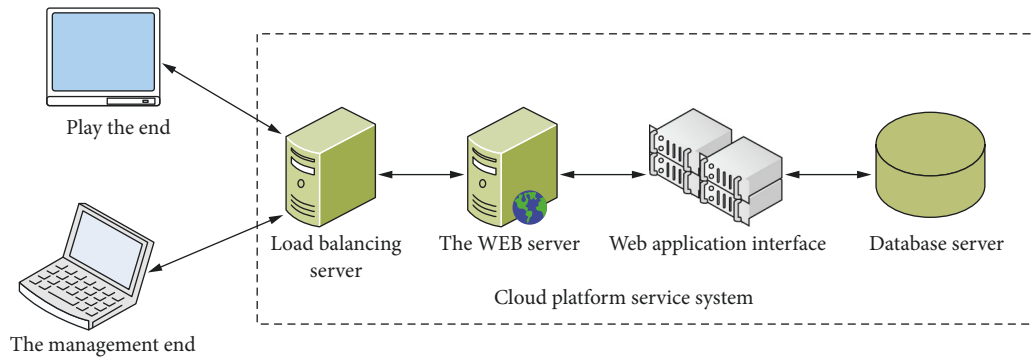 Play the end
Load balancing
server
The WEB server
Web application interface
Database server
Cloud platform service system
The management end